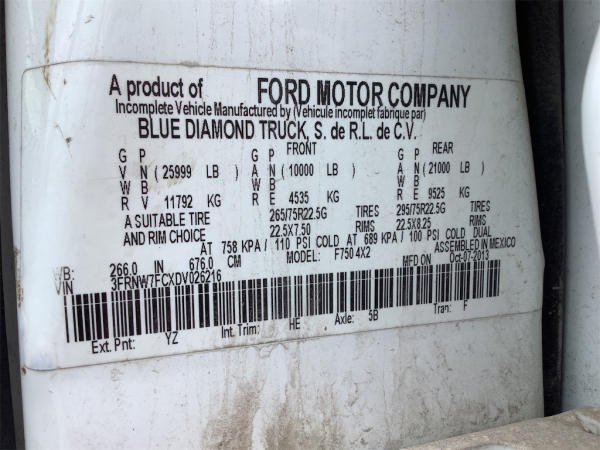 A product of FORD MOTOR COMPANY
Incomplete Vehicle Manufactured by (Vehicule incomplet fabrique par)
BLUE DIAMOND TRUCK, S. de R.L. de C.V.
FRONT REAR
G P G P G P
V N (25999 LB ) A N (10000 LB ) A N (21000 LB )
W B W B W B
R V 11792 KG R E 4535 KG R E 9525 KG
A SUITABLE TIRE 265/75R22.5G TIRES 295/75R22.5G TIRES
AND RIM CHOICE 22.5X7.50 RIMS 22.5X8.25 RIMS
AT 758 KPA / 110 PSI COLD AT 689 KPA / 100 PSI COLD DUAL
WB: 266.0 IN 676.0 CM MODEL: F750 4X2 ASSEMBLED IN MEXICO
VIN 3FRNW7FCXDV026216 MFD ON Oct-07-2013
Ext. Pnt: YZ Int. Trim: HE Axle: 5B Tran: F